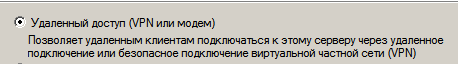 Удаленный доступ (VPN или модем)
Позволяет удаленным клиентам подключаться к этому серверу через удаленное
подключение или безопасное подключение виртуальной частной сети (VPN)